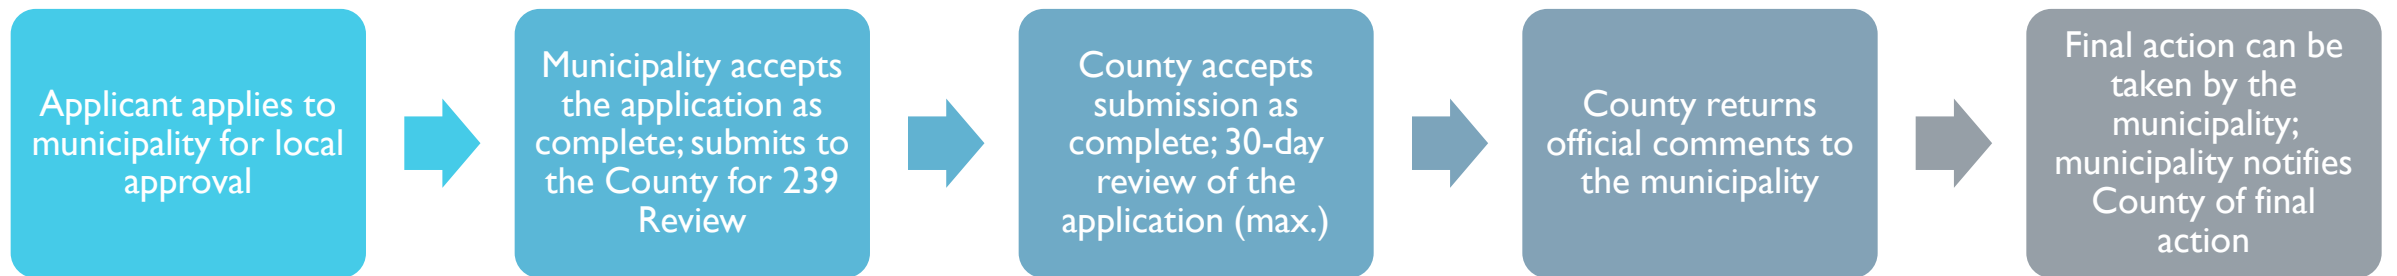 Applicant applies to
municipality for local
approval
Municipality accepts
the application as
complete; submits to
the County for 239
Review
County accepts
submission as
complete; 30-day
review of the
application (max.)
County returns
official comments to
the municipality
Final action can be
taken by the
municipality;
municipality notifies
County of final
action